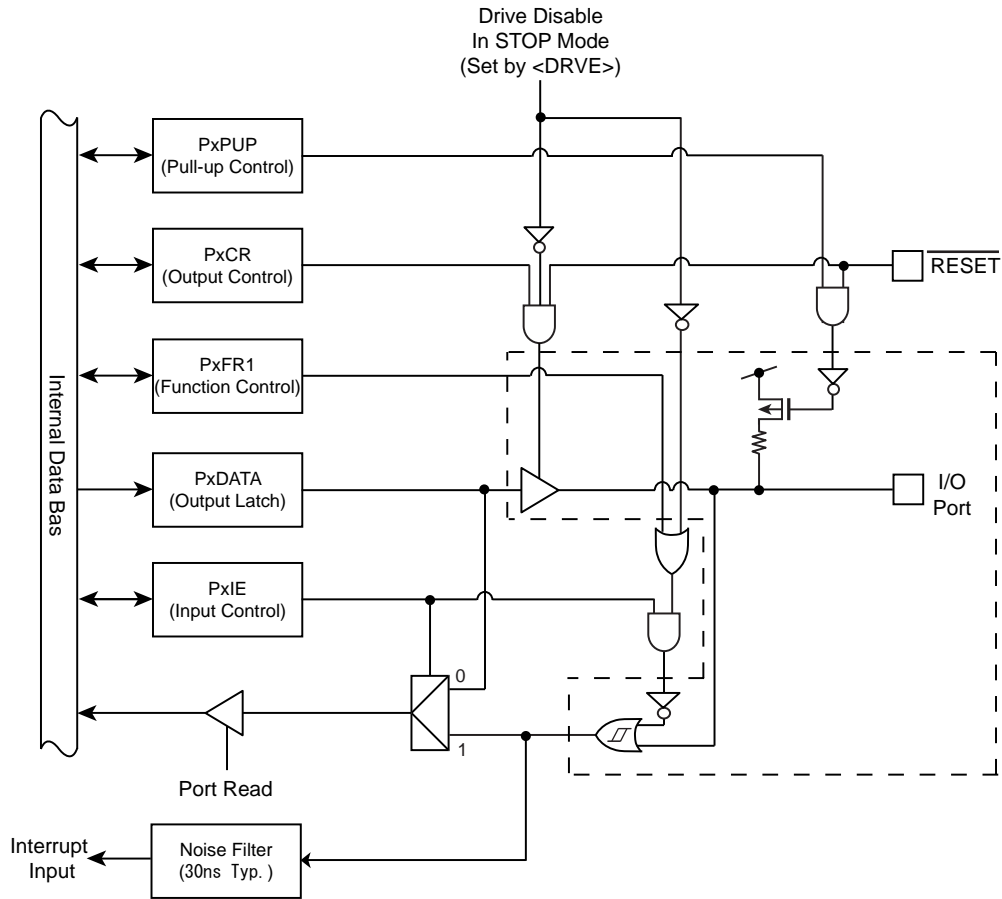 Drive Disable
In STOP Mode
(Set by <DRVE>)
PxPUP
(Pull-up Control)
PxCR
(Output Control)
RESET
PxFR1
(Function Control)
Internal Data Bas
PxDATA
(Output Latch)
I/O
Port
PxIE
(Input Control)
0
1
Port Read
Interrupt
Input
Noise Filter
(30ns Typ.)